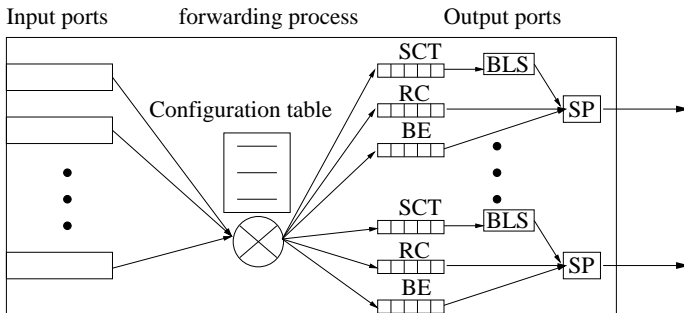 Input ports
forwarding process
Output ports
SCT
BLS
RC
Configuration table
SP
BE
SCT
BLS
RC
SP
BE